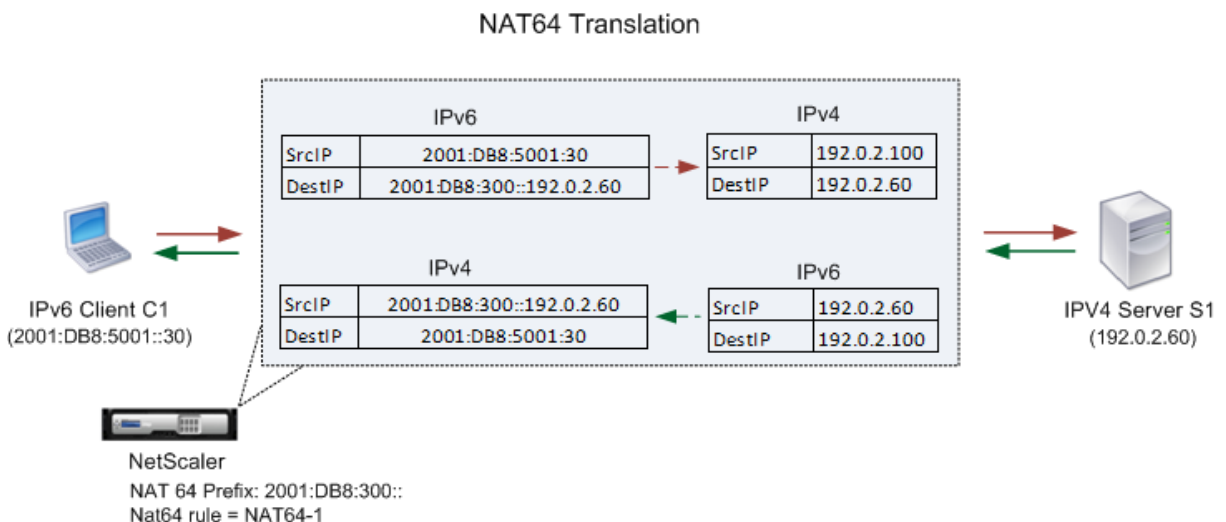 NAT64 Translation
IPv6
IPv4
SrcIP 2001:DB8:5001:30
DestIP 2001:DB8:300::192.0.2.60
SrcIP 192.0.2.100
DestIP 192.0.2.60
IPv4
IPv6
SrcIP 2001:DB8:300::192.0.2.60
DestIP 2001:DB8:5001:30
SrcIP 192.0.2.60
DestIP 192.0.2.100
IPv6 Client C1
(2001:DB8:5001::30)
IPV4 Server S1
(192.0.2.60)
NetScaler
NAT 64 Prefix: 2001:DB8:300::
Nat64 rule = NAT64-1